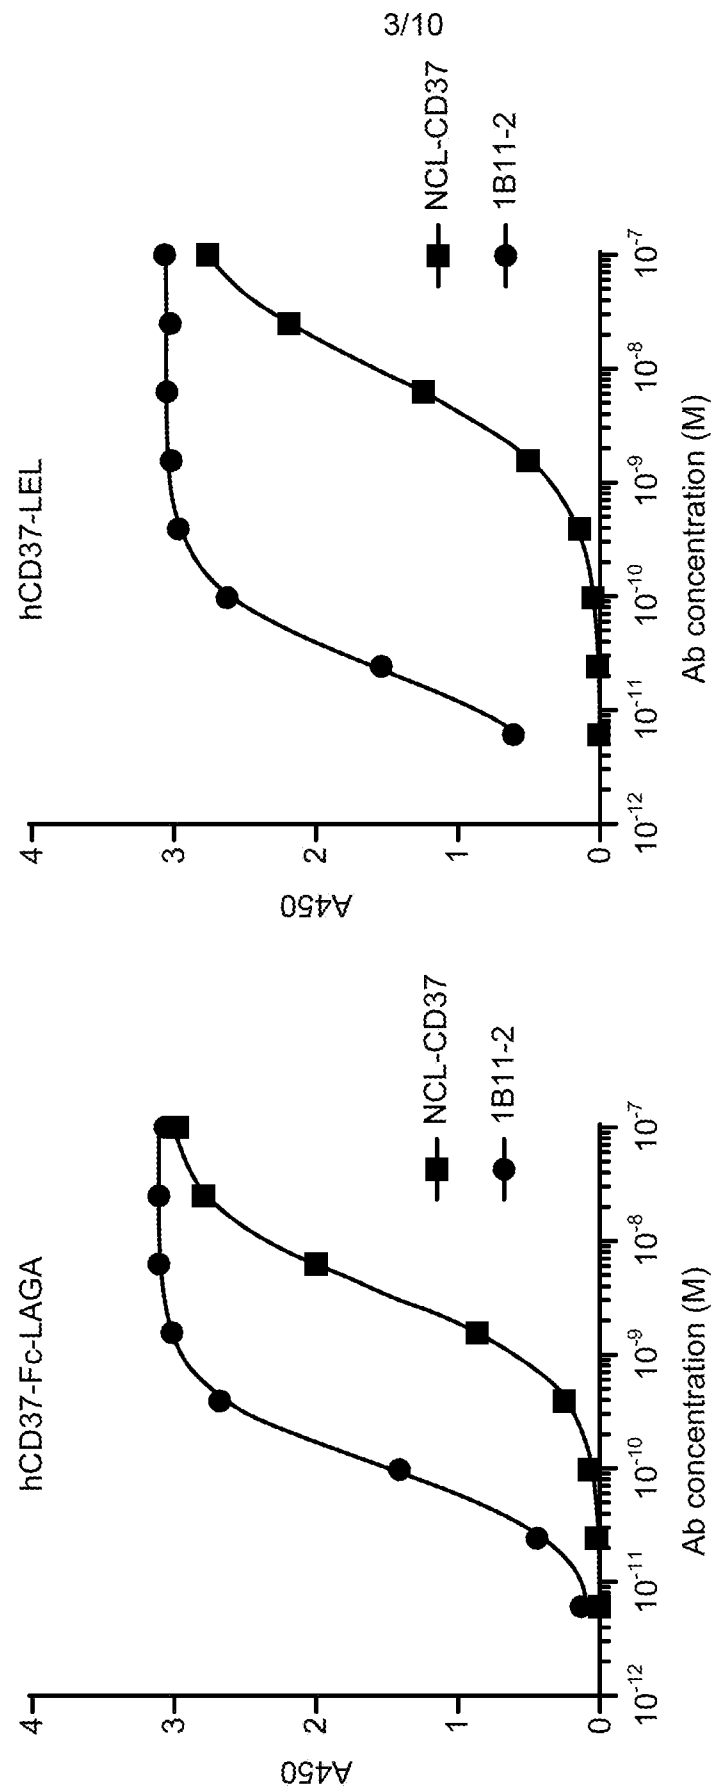 3/10
hCD37-Fc-LAGA
A450
4
3
2
1
0
10-12
10-11
10-10
10-9
10-8
10-7
Ab concentration (M)
NCL-CD37
1B11-2
hCD37-LEL
A450
4
3
2
1
0
10-12
10-11
10-10
10-9
10-8
10-7
Ab concentration (M)
NCL-CD37
1B11-2